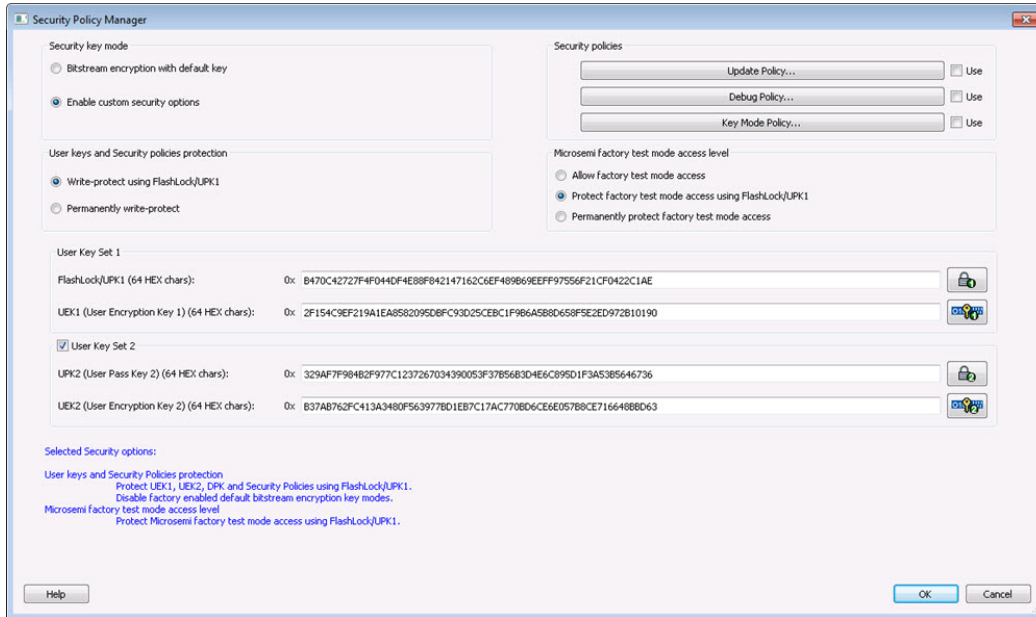 Security Policy Manager
Security key mode
Bitstream encryption with default key
Enable custom security options
Security policies
Update Policy... Use
Debug Policy... Use
Key Mode Policy... Use
User keys and Security policies protection
Write-protect using FlashLock/UPK1
Permanently write-protect
Microsemi factory test mode access level
Allow factory test mode access
Protect factory test mode access using FlashLock/UPK1
Permanently protect factory test mode access
User Key Set 1
FlashLock/UPK1 (64 HEX chars): 0x B470C42727F4F044DF4E88F842147162C6EF489B69EEFF97556F21CF0422C1AE
UEK1 (User Encryption Key 1) (64 HEX chars): 0x 2F154C9EF219A1EA8582095DBFC93D25CEBC1F9B6A5B8D658F5E2ED972B10190
User Key Set 2
UPK2 (User Pass Key 2) (64 HEX chars): 0x 329AF7F984B2F977C1237267034390053F37B56B3D4E6C895D1F3A53B5646736
UEK2 (User Encryption Key 2) (64 HEX chars): 0x B37AB762FC413A3480F563977BD1EB7C17AC770BD6CE6E057B8CE716648BBD63
Selected Security options:
User keys and Security Policies protection
Protect UEK1, UEK2, DPK and Security Policies using FlashLock/UPK1.
Disable factory enabled default bitstream encryption key modes.
Microsemi factory test mode access level
Protect Microsemi factory test mode access using FlashLock/UPK1.
Help
OK
Cancel